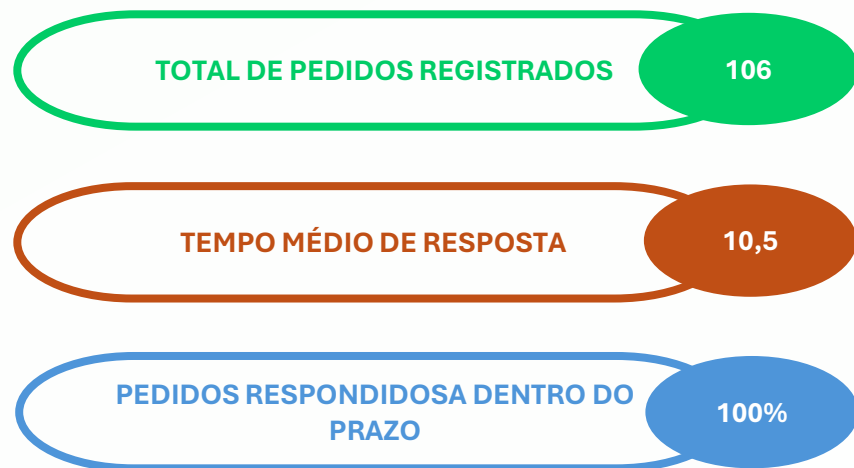 TOTAL DE PEDIDOS REGISTRADOS
106
TEMPO MÉDIO DE RESPOSTA
10,5
PEDIDOS RESPONDIDOSA DENTRO DO
PRAZO
100%